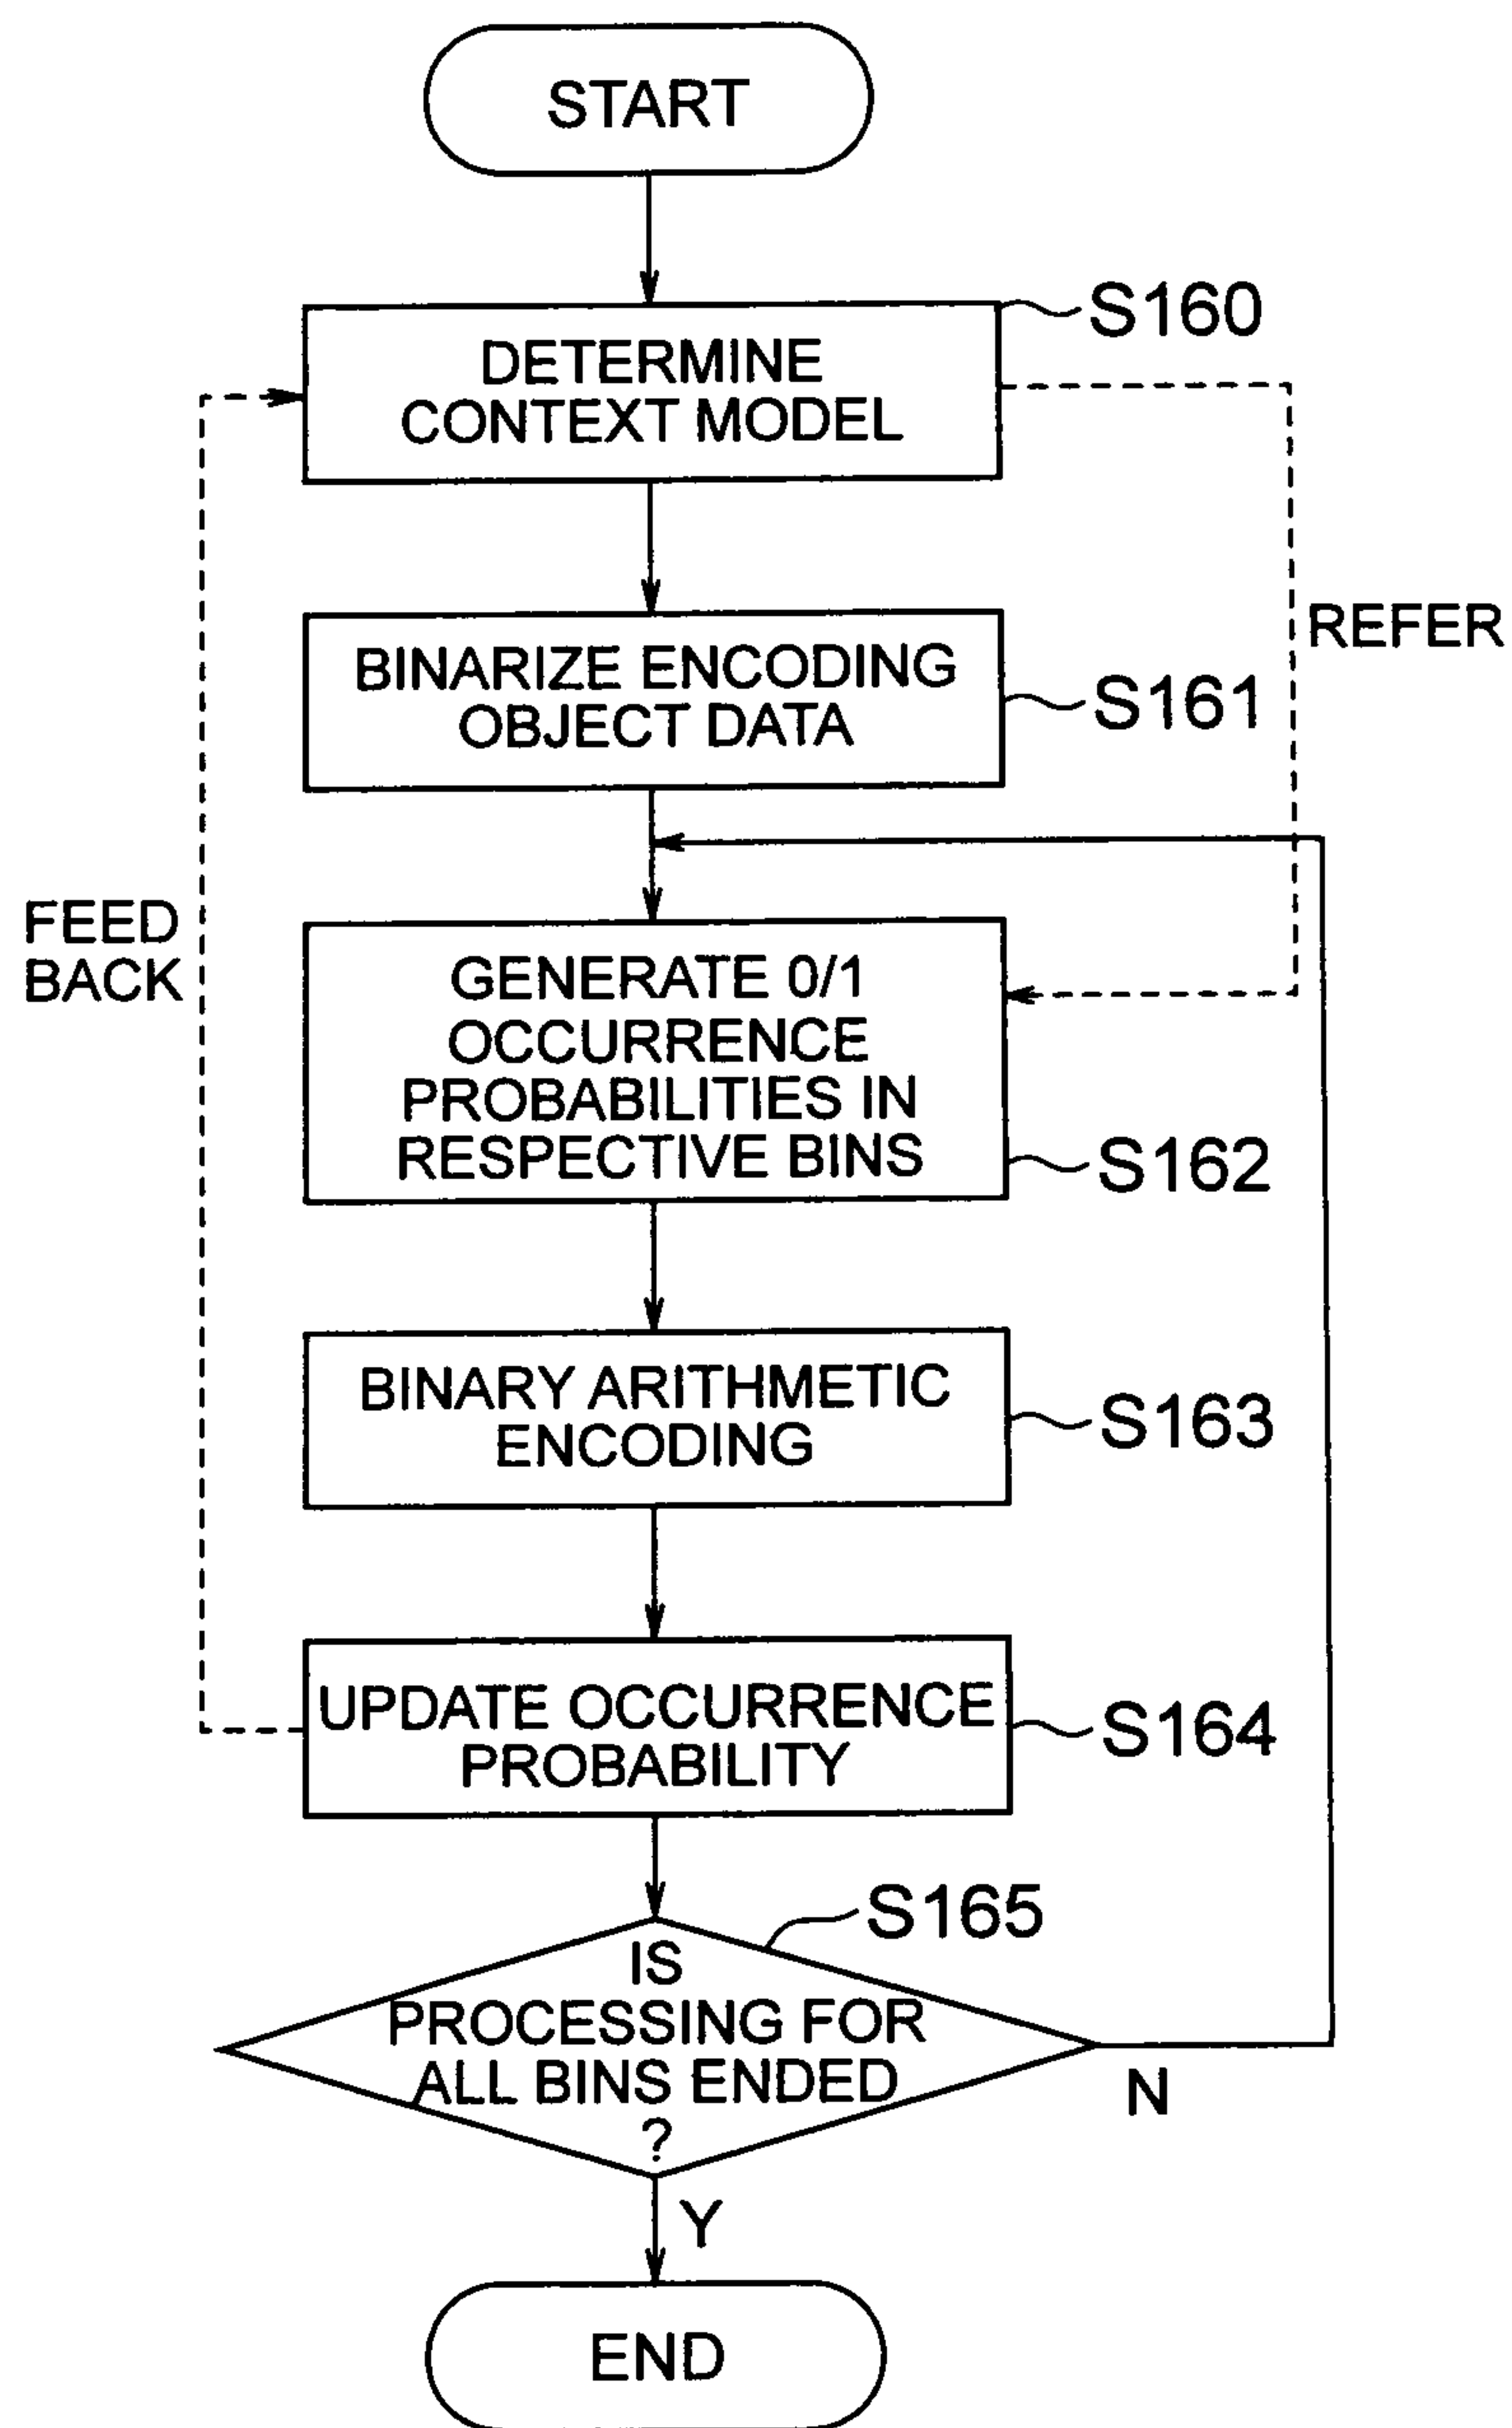 START
S160
DETERMINE
CONTEXT MODEL
REFER
BINARIZE ENCODING
OBJECT DATA
S161
FEED
BACK
GENERATE 0/1
OCCURRENCE
PROBABILITIES IN
RESPECTIVE BINS
S162
BINARY ARITHMETIC
ENCODING
S163
UPDATE OCCURRENCE
PROBABILITY
S164
S165
IS
PROCESSING FOR
ALL BINS ENDED
?
N
Y
END